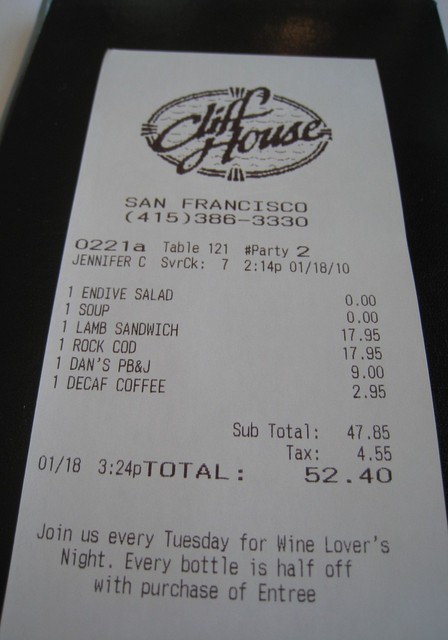 Cliff House
SAN FRANCISCO
(415)386-3330
0221a Table 121 #Party 2
JENNIFER C SvrCk: 7 2:14p 01/18/10
1 ENDIVE SALAD 0.00
1 SOUP 0.00
1 LAMB SANDWICH 17.95
1 ROCK COD 17.95
1 DAN'S PB&J 9.00
1 DECAF COFFEE 2.95
Sub Total: 47.85
Tax: 4.55
01/18 3:24pTOTAL: 52.40
Join us every Tuesday for Wine Lover's
Night. Every bottle is half off
with purchase of Entree